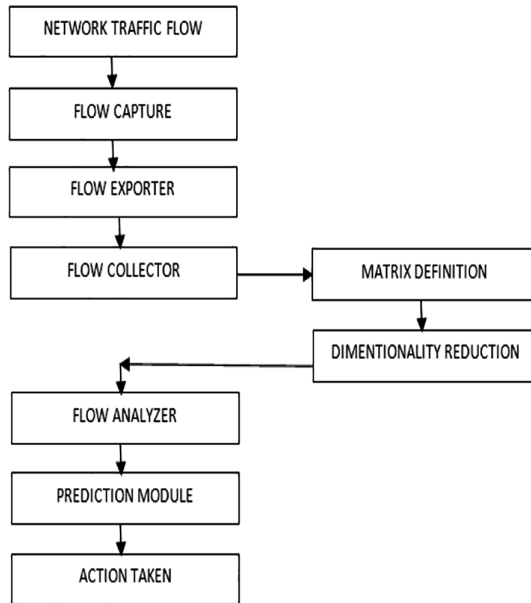 NETWORK TRAFFIC FLOW
FLOW CAPTURE
FLOW EXPORTER
FLOW COLLECTOR
MATRIX DEFINITION
DIMENTIONALITY REDUCTION
FLOW ANALYZER
PREDICTION MODULE
ACTION TAKEN